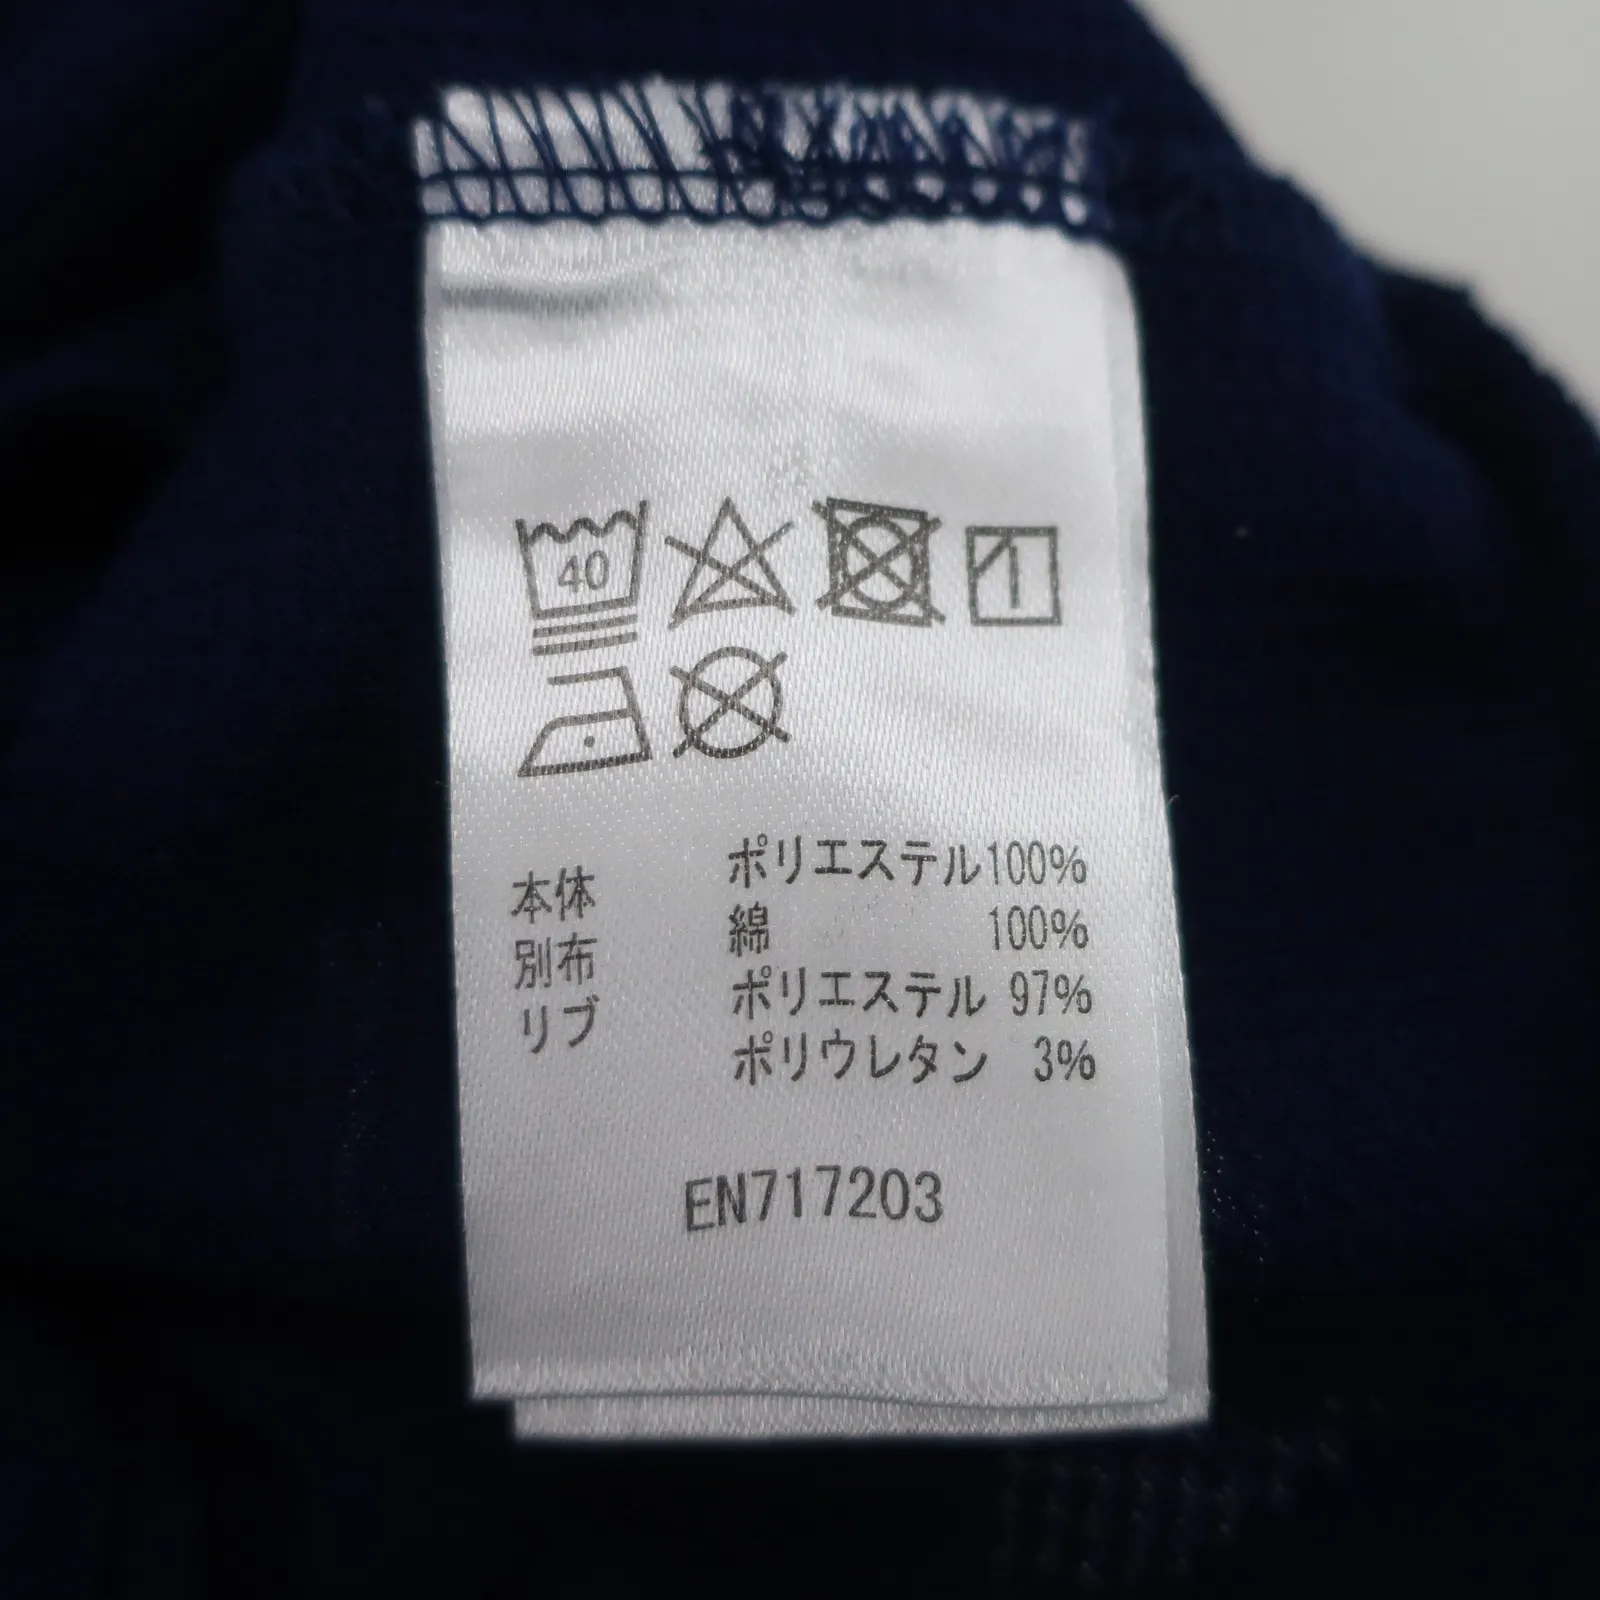 40
本体 ポリエステル100%
別布 綿 100%
リブ ポリエステル 97%
ポリウレタン 3%
EN717203